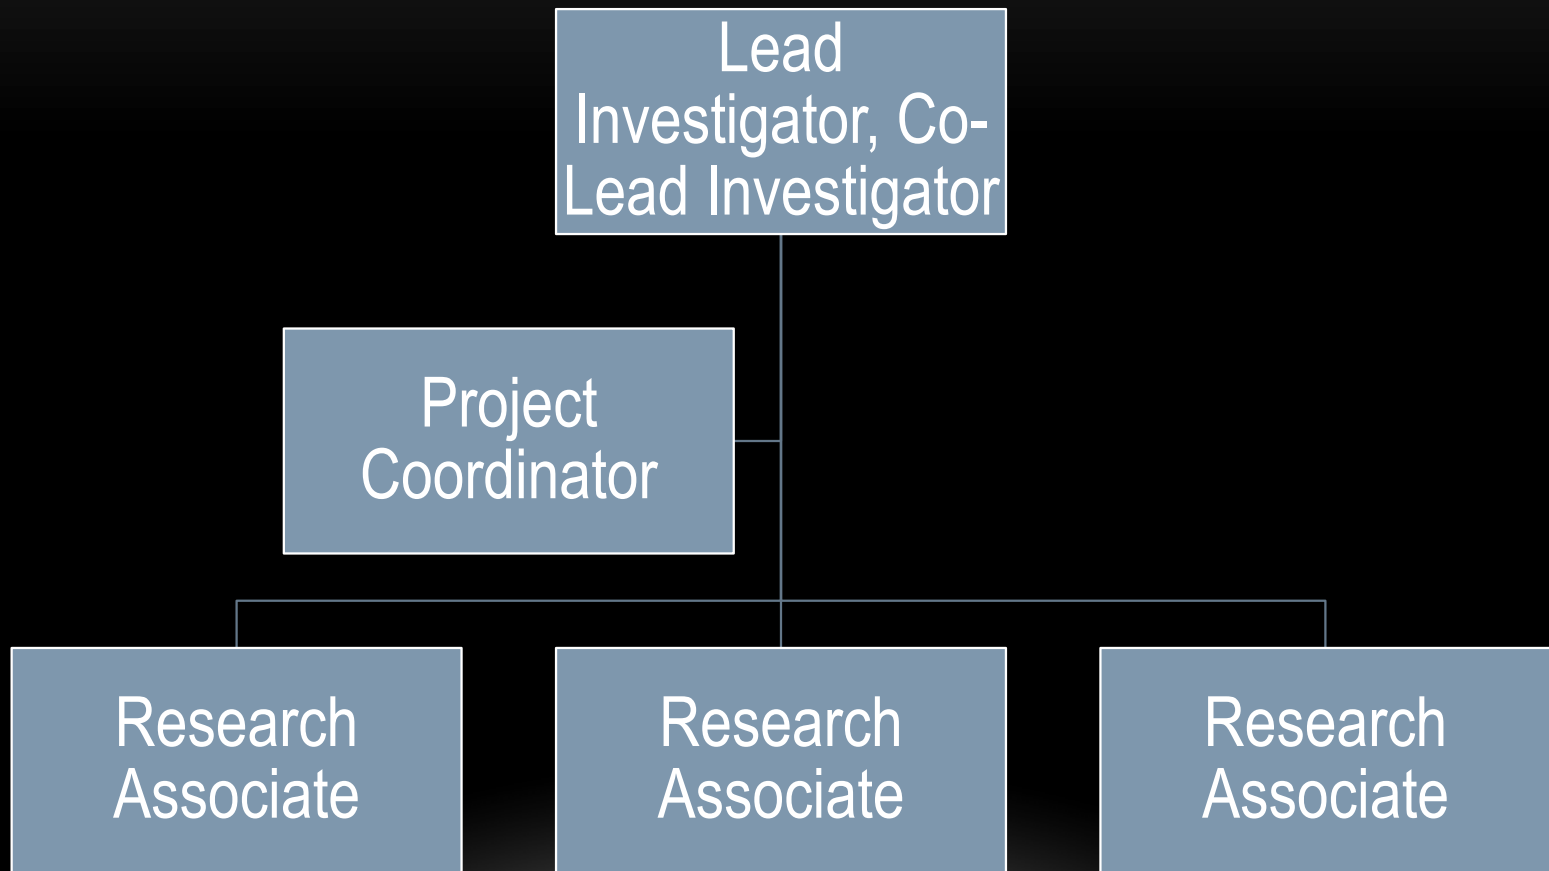 Lead
Investigator, Co-
Lead Investigator
Project
Coordinator
Research
Associate
Research
Associate
Research
Associate